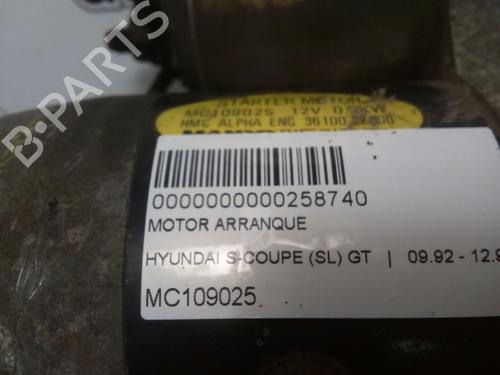 STARTER MOTOR
MC109025 12V 0.9KW
HMC ALPHA ENG 36100
0000000000258740
MOTOR ARRANQUE
HYUNDAI S-COUPE (SL) GT | 09.92 - 12.9
MC109025